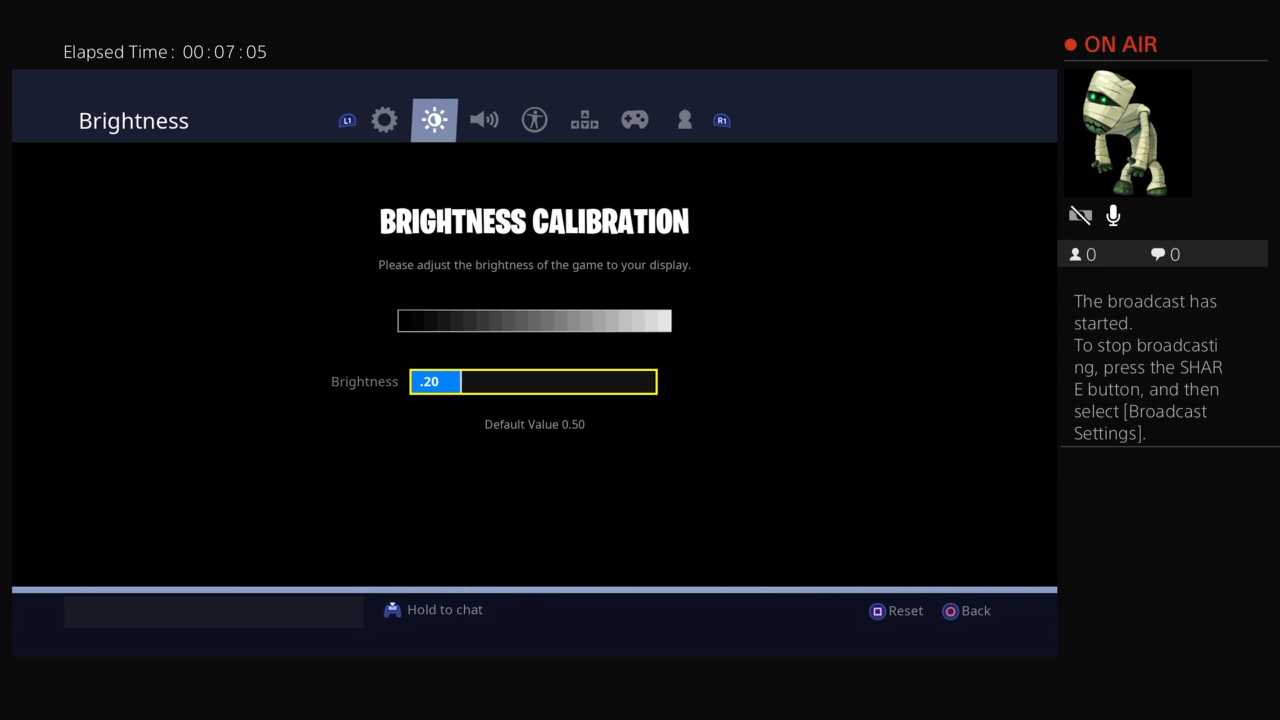 Elapsed Time: 00:07:05
ON AIR
Brightness
L1
R1
BRIGHTNESS CALIBRATION
Please adjust the brightness of the game to your display.
Brightness
.20
Default Value 0.50
0
0
The broadcast has
started.
To stop broadcasti
ng, press the SHAR
E button, and then
select [Broadcast
Settings].
Hold to chat
Reset
Back